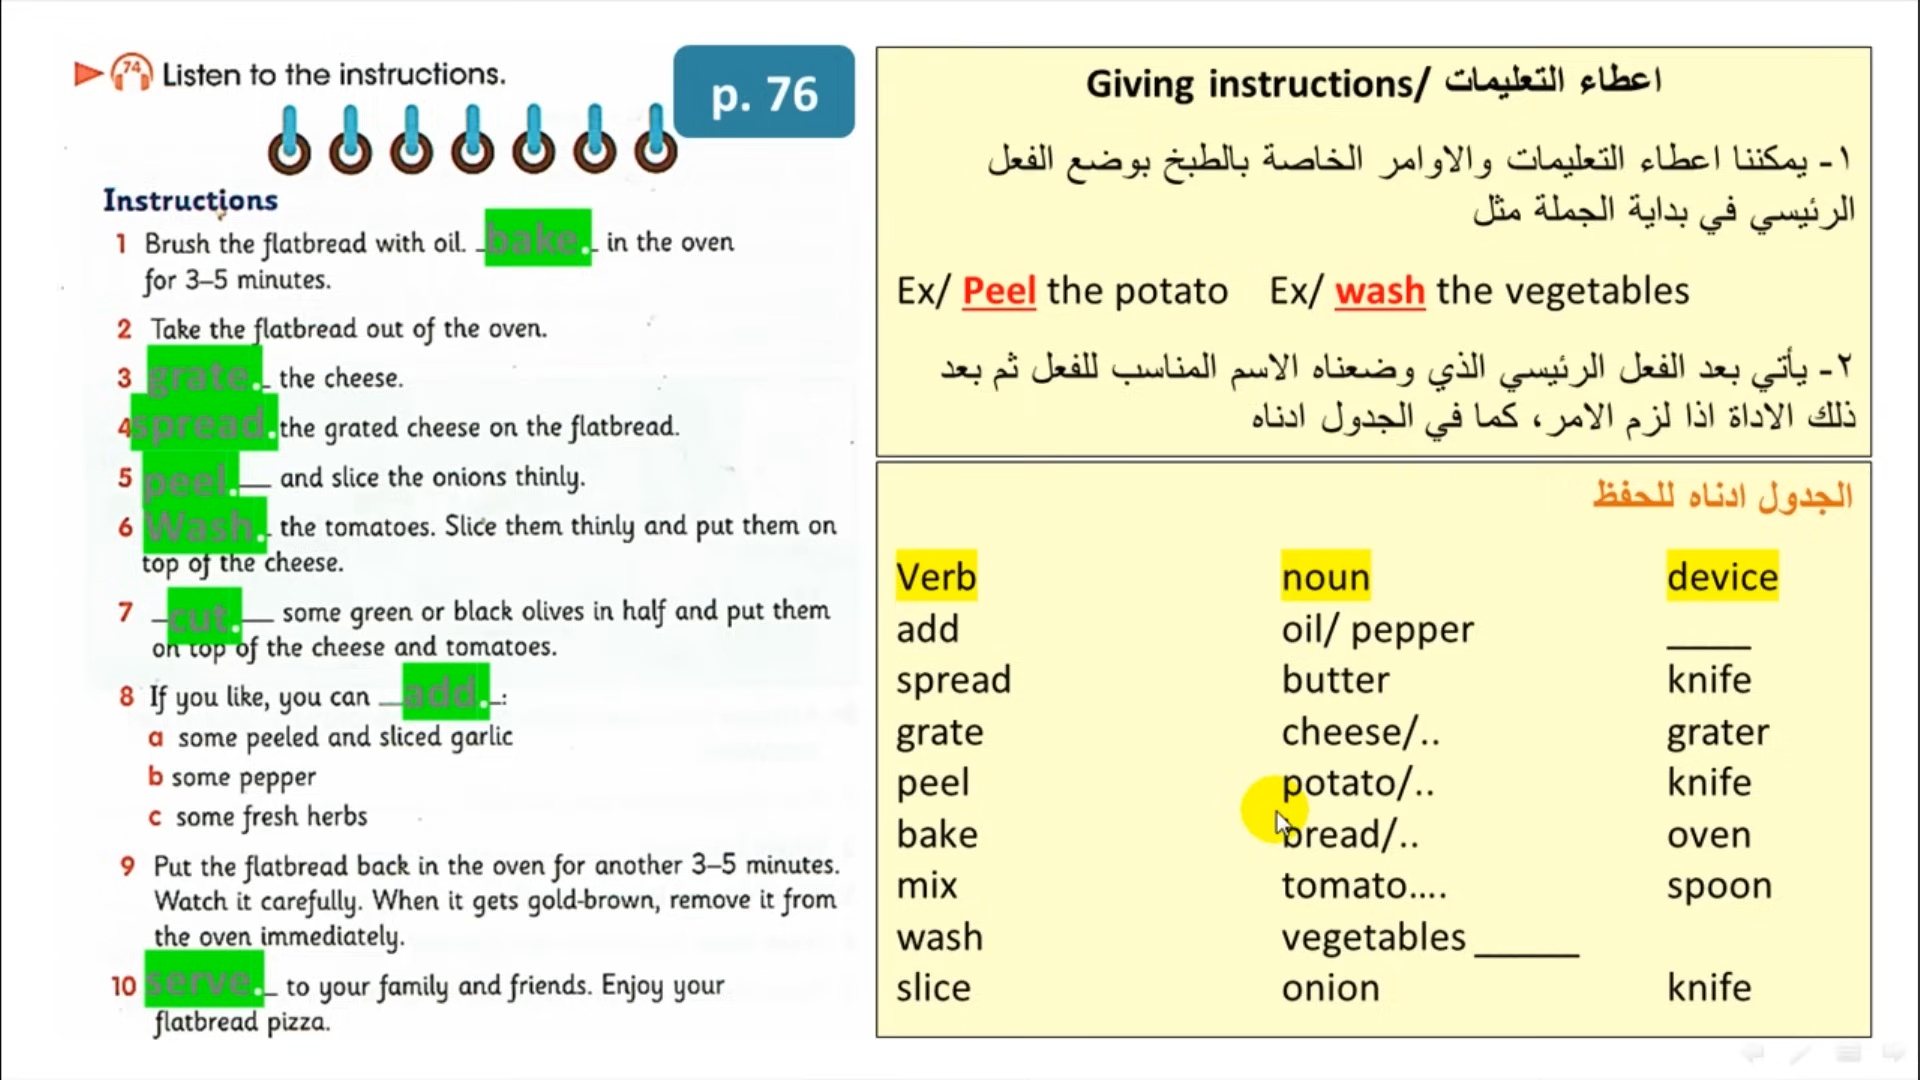 74 Listen to the instructions.
p. 76
Instructions
1 Brush the flatbread with oil. bake. in the oven
for 3–5 minutes.
2 Take the flatbread out of the oven.
3 grate. the cheese.
4 spread. the grated cheese on the flatbread.
5 peel. and slice the onions thinly.
6 Wash. the tomatoes. Slice them thinly and put them on
top of the cheese.
7 cut. some green or black olives in half and put them
on top of the cheese and tomatoes.
8 If you like, you can add. :
a some peeled and sliced garlic
b some pepper
c some fresh herbs
9 Put the flatbread back in the oven for another 3–5 minutes.
Watch it carefully. When it gets gold-brown, remove it from
the oven immediately.
10 serve. to your family and friends. Enjoy your
flatbread pizza.
Giving instructions/ اعطاء التعليمات
١- يمكننا اعطاء التعليمات والاوامر الخاصة بالطبخ بوضع الفعل
الرئيسي في بداية الجملة مثل
Ex/ Peel the potato Ex/ wash the vegetables
٢- يأتي بعد الفعل الرئيسي الذي وضعناه الاسم المناسب للفعل ثم بعد
ذلك الاداة اذا لزم الامر، كما في الجدول ادناه
الجدول ادناه للحفظ
Verb noun device
add oil/ pepper ____
spread butter knife
grate cheese/.. grater
peel potato/.. knife
bake bread/.. oven
mix tomato.... spoon
wash vegetables _____
slice onion knife